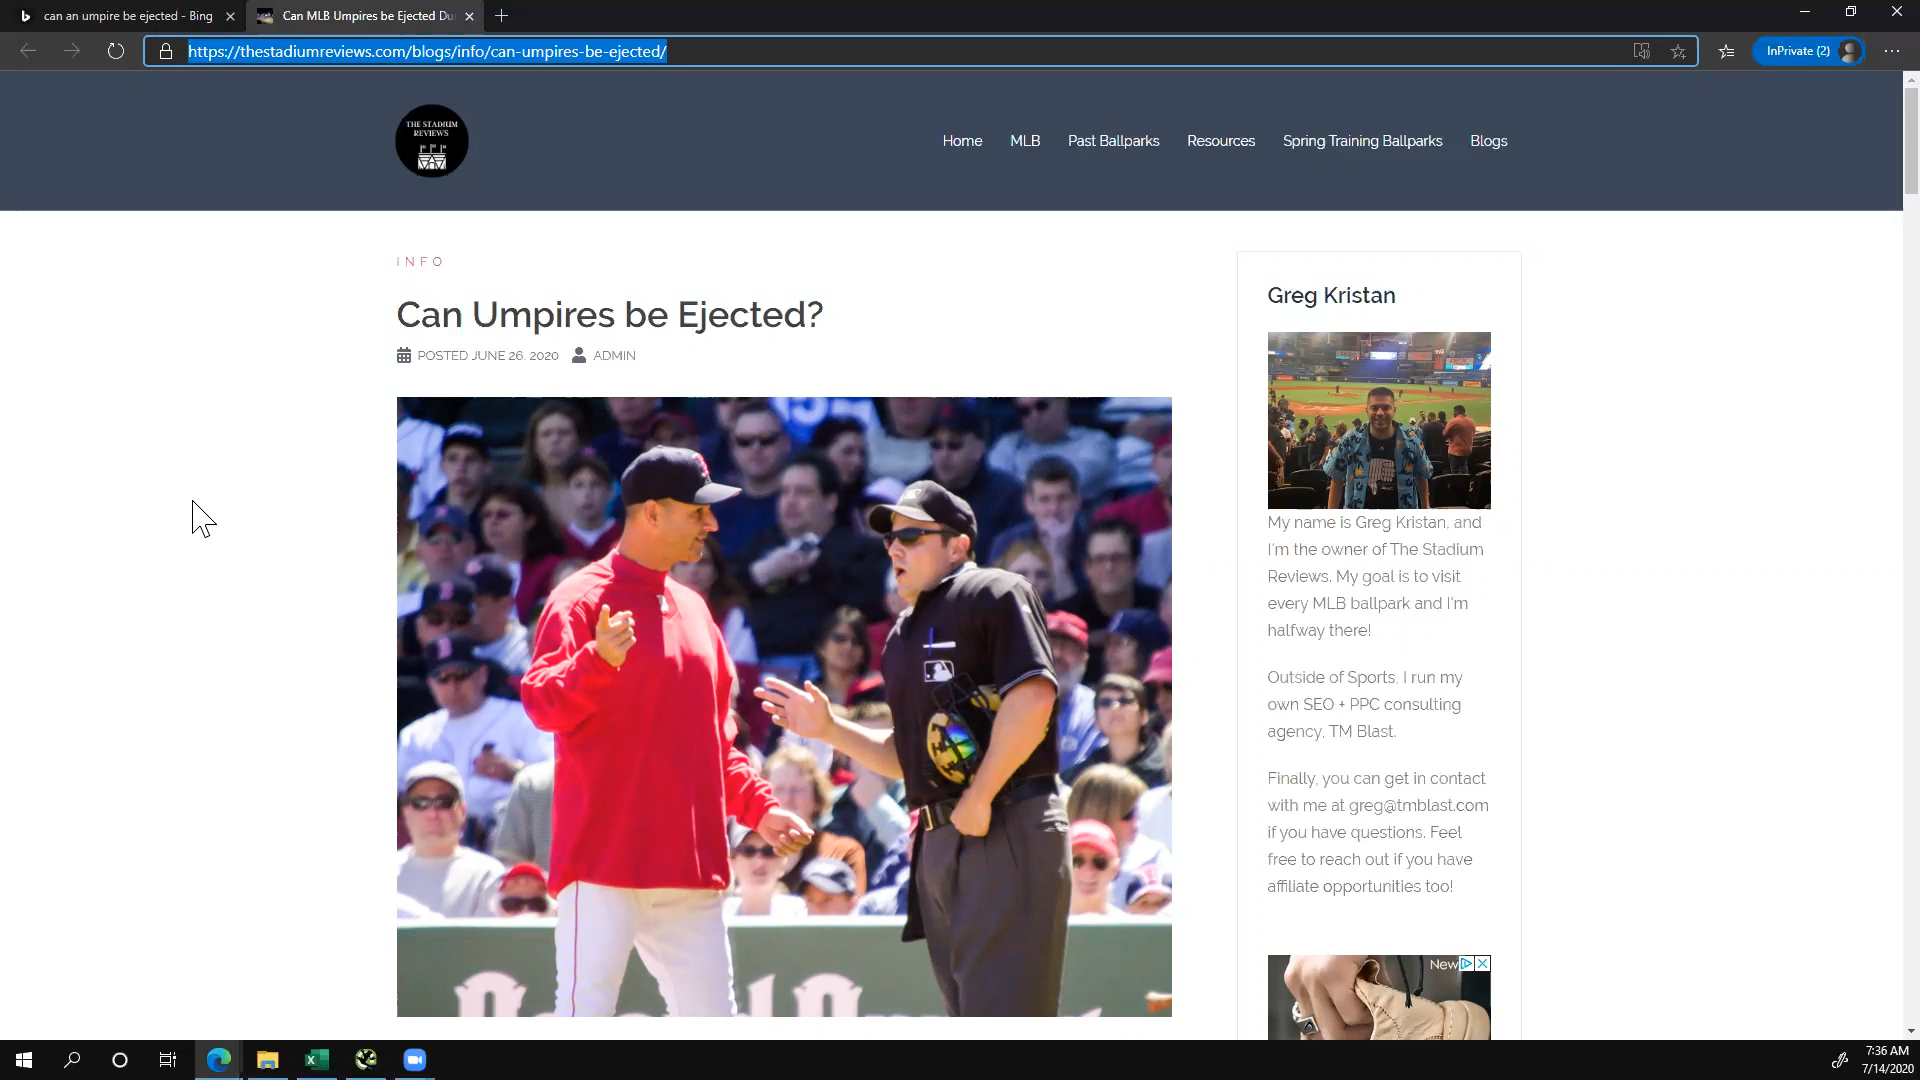 can an umpire be ejected - Bing
Can MLB Umpires be Ejected Du
https://thestadiumreviews.com/blogs/info/can-umpires-be-ejected/
InPrivate (2)
THE STADIUM
REVIEWS
Home
MLB
Past Ballparks
Resources
Spring Training Ballparks
Blogs
INFO
Can Umpires be Ejected?
POSTED JUNE 26, 2020
ADMIN
Greg Kristan
My name is Greg Kristan, and
I'm the owner of The Stadium
Reviews. My goal is to visit
every MLB ballpark and I'm
halfway there!
Outside of Sports, I run my
own SEO + PPC consulting
agency, TM Blast.
Finally, you can get in contact
with me at greg@tmblast.com
if you have questions. Feel
free to reach out if you have
affiliate opportunities too!
New
7:36 AM
7/14/2020